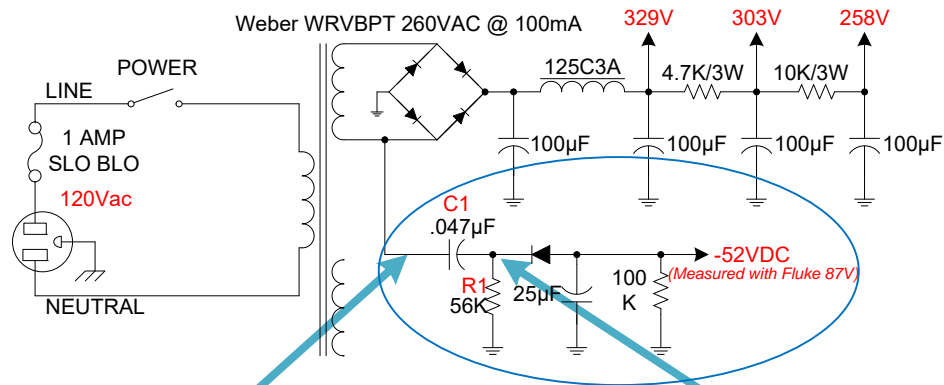 Weber WRVBPT 260VAC @ 100mA
329V
303V
258V
POWER
LINE
125C3A
4.7K/3W
10K/3W
1 AMP
SLO BLO
100µF
100µF
100µF
100µF
120Vac
C1
.047µF
-52VDC
(Measured with Fluke 87V)
R1
56K
25µF
100
K
NEUTRAL